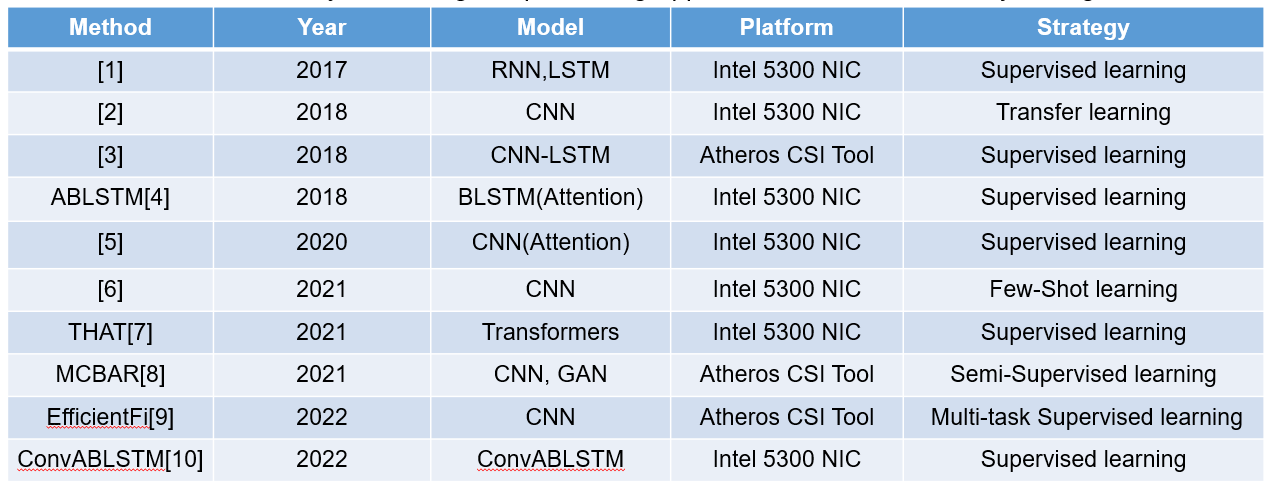 Method Year Model Platform Strategy
[1] 2017 RNN,LSTM Intel 5300 NIC Supervised learning
[2] 2018 CNN Intel 5300 NIC Transfer learning
[3] 2018 CNN-LSTM Atheros CSI Tool Supervised learning
ABLSTM[4] 2018 BLSTM(Attention) Intel 5300 NIC Supervised learning
[5] 2020 CNN(Attention) Intel 5300 NIC Supervised learning
[6] 2021 CNN Intel 5300 NIC Few-Shot learning
THAT[7] 2021 Transformers Intel 5300 NIC Supervised learning
MCBAR[8] 2021 CNN, GAN Atheros CSI Tool Semi-Supervised learning
EfficientFi[9] 2022 CNN Atheros CSI Tool Multi-task Supervised learning
ConvABLSTM[10] 2022 ConvABLSTM Intel 5300 NIC Supervised learning